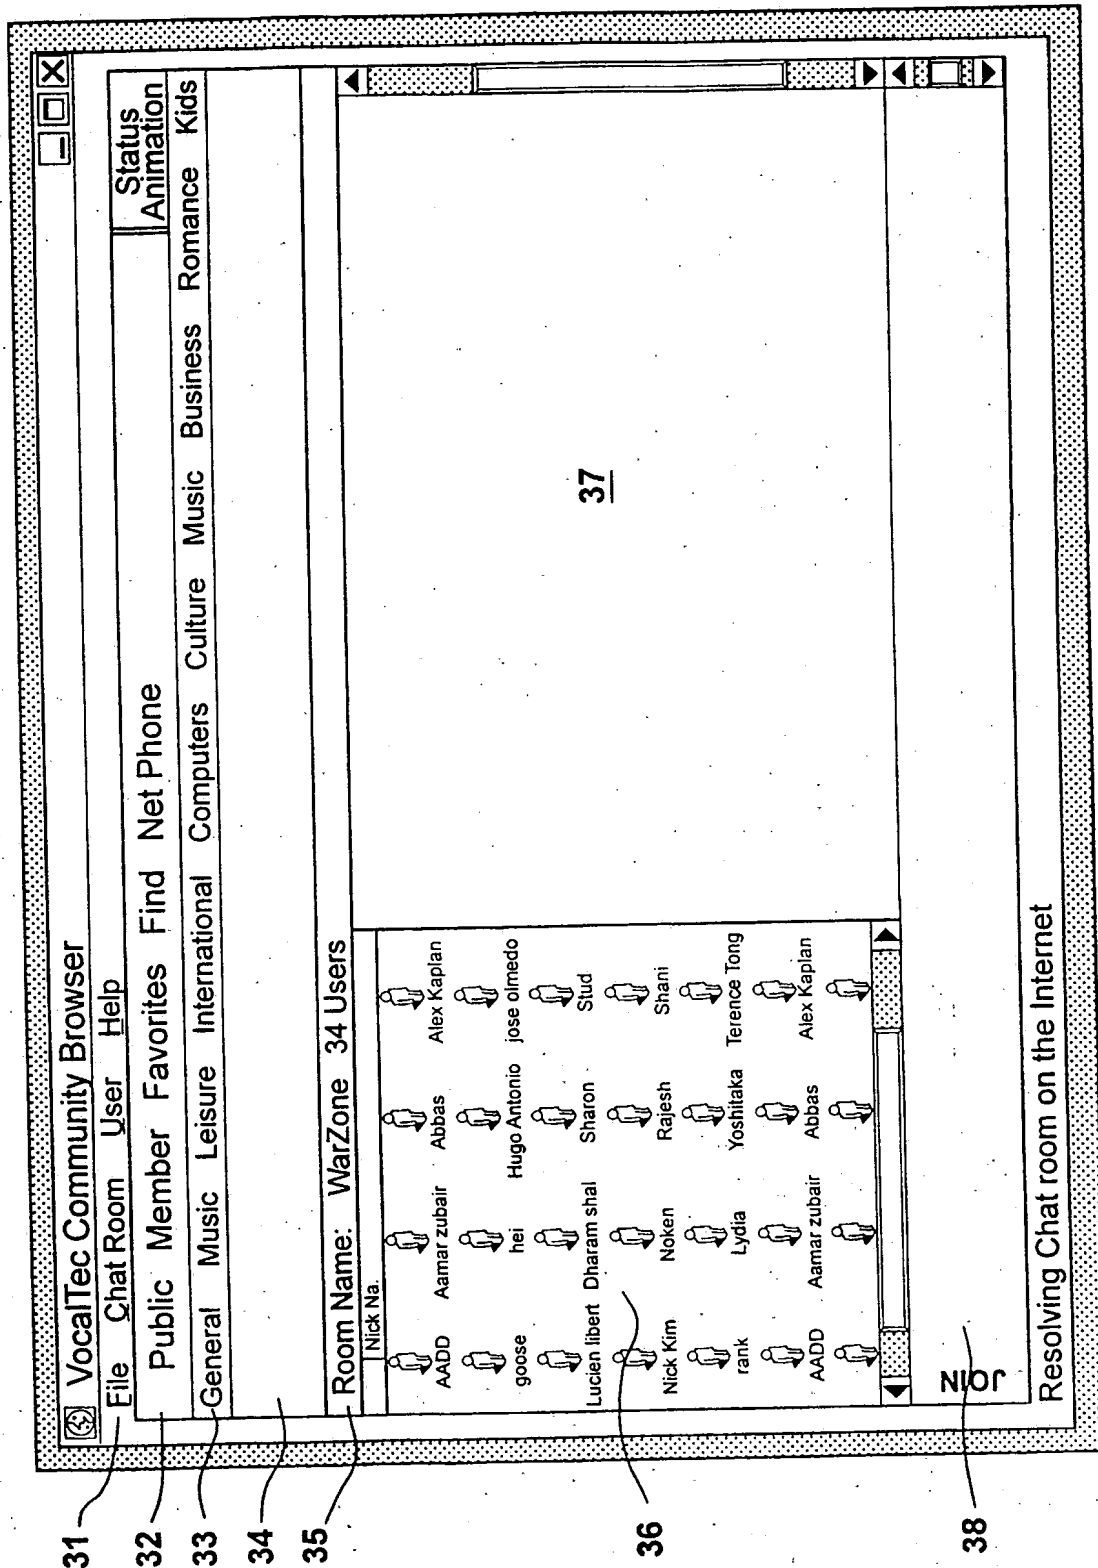 VocalTec Community Browser
31 File Chat Room User Help
32 Public Member Favorites Find Net Phone
Status
Animation
33 General Music Leisure International Computers Culture Music Business Romance Kids
34
35 Room Name: WarZone 34 Users
Nick Na.
AADD Aamar zubair Abbas Alex Kaplan
goose hei Hugo Antonio jose olmedo
Lucien libert Dharam shal Sharon Stud
Nick Kim Noken Rajesh Shani
rank Lydia Yoshitaka Terence Tong
AADD Aamar zubair Abbas Alex Kaplan
36
37
JOIN
38
Resolving Chat room on the Internet